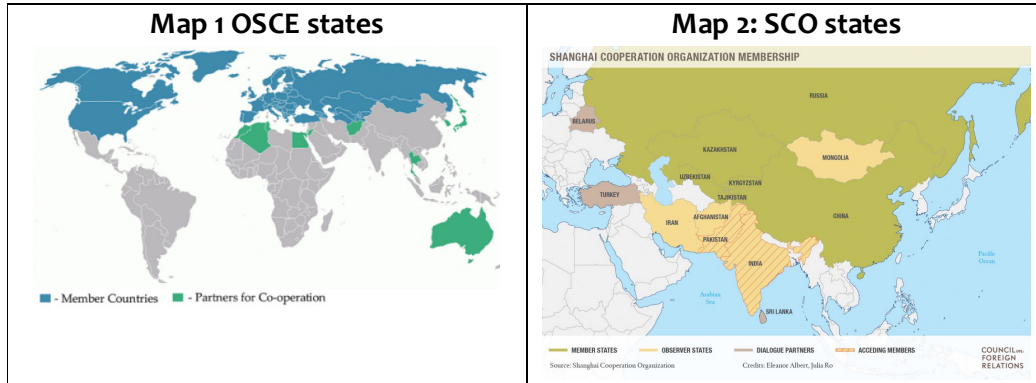 Map 1 OSCE states
- Member Countries
- Partners for Co-operation
Map 2: SCO states
SHANGHAI COOPERATION ORGANIZATION MEMBERSHIP
RUSSIA
BELARUS
KAZAKHSTAN
MONGOLIA
UZBEKISTAN
KYRGYZSTAN
TURKEY
TAJIKISTAN
CHINA
IRAN
AFGHANISTAN
PAKISTAN
INDIA
Pacific
Ocean
Arabian
Sea
SRI LANKA
MEMBER STATES
OBSERVER STATES
DIALOGUE PARTNERS
ACCEDING MEMBERS
Source: Shanghai Cooperation Organization
Credits: Eleanor Albert, Julia Ro
COUNCIL on
FOREIGN
RELATIONS